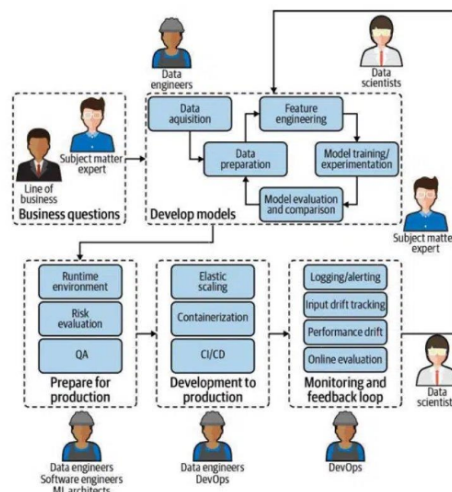 Data
engineers
Data
scientists
Data
aquisition
Feature
engineering
Data
preparation
Model training/
experimentation
Model evaluation
and comparison
Subject matter
expert
Line of
business
Business questions
Develop models
Subject matte
expert
Runtime
environment
Risk
evaluation
QA
Prepare for
production
Elastic
scaling
Containerization
CI/CD
Development to
production
Logging/alerting
Input drift tracking
Performance drift
Online evaluation
Monitoring and
feedback loop
Data
scientist
Data engineers
Software engineers
ML architects
Data engineers
DevOps
DevOps